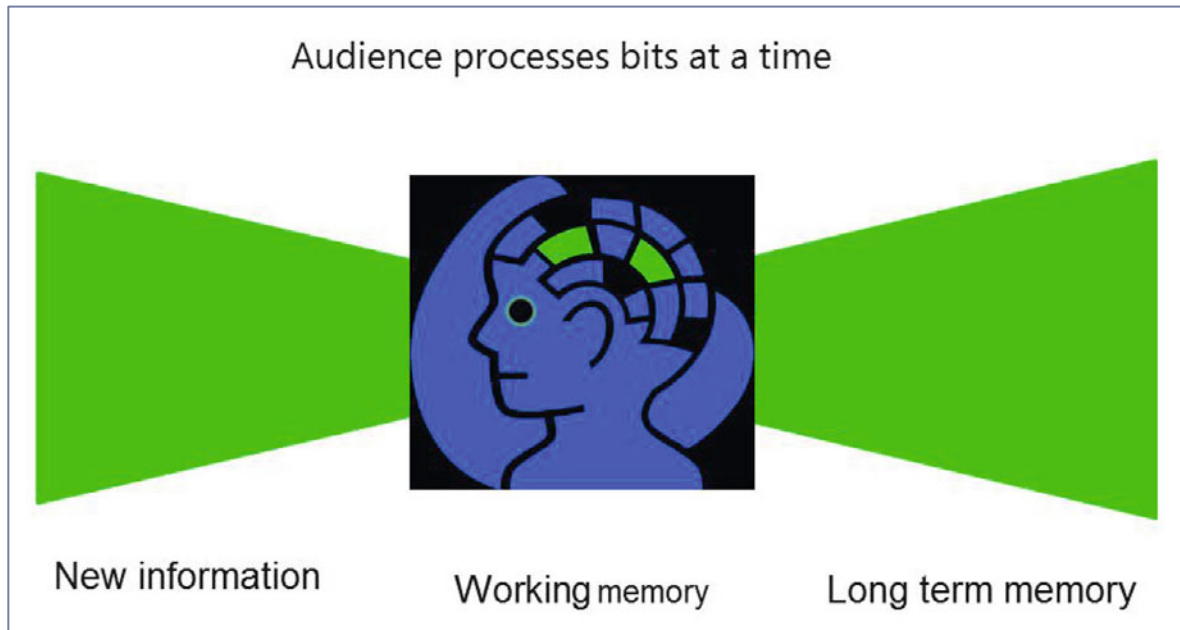 Audience processes bits at a time
New information
Working memory
Long term memory